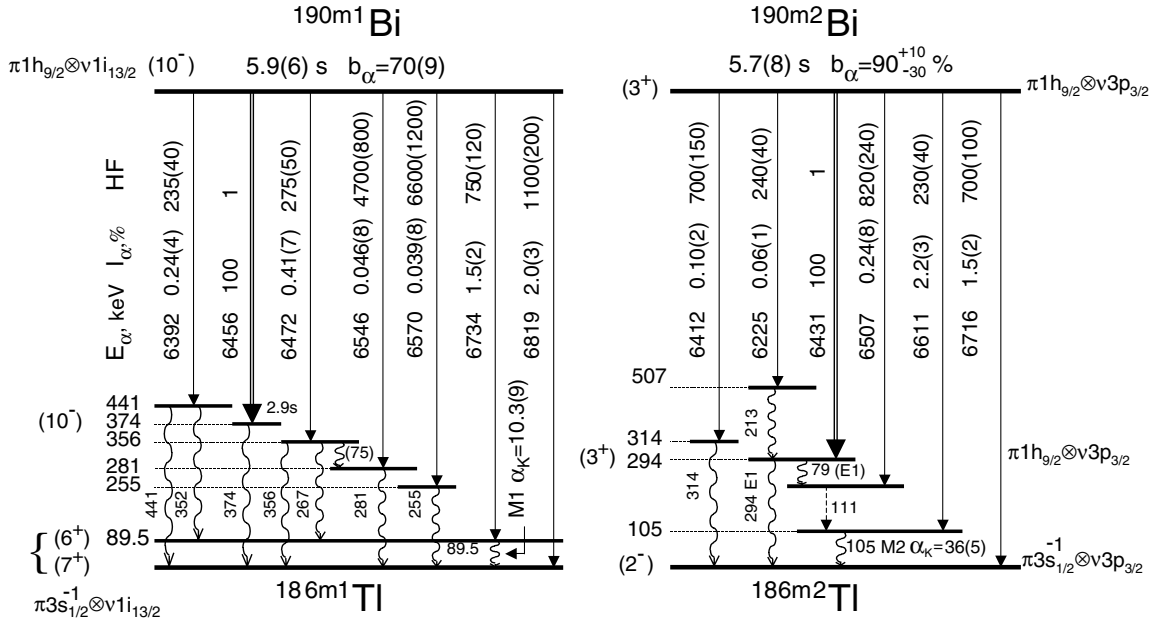 190m1Bi
190m2Bi
π1h9/2⊗ν1i13/2 (10-) 5.9(6) s bα=70(9)
5.7(8) s bα=90+10-30 %
(3+) π1h9/2⊗ν3p3/2
HF 235(40) 1 275(50) 4700(800) 6600(1200) 750(120) 1100(200)
Iα,% 0.24(4) 100 0.41(7) 0.046(8) 0.039(8) 1.5(2) 2.0(3)
Eα, keV 6392 6456 6472 6546 6570 6734 6819
700(150) 240(40) 1 820(240) 230(40) 700(100)
0.10(2) 0.06(1) 100 0.24(8) 2.2(3) 1.5(2)
6412 6225 6431 6507 6611 6716
441
(10-) 374 2.9s
356 (75)
281
255
441 352 374 356 267 281 255
M1 αK=10.3(9)
{ (6+) 89.5 89.5
(7+)
π3s-11/2⊗ν1i13/2
186m1Tl
507
213
314
(3+) 294 79 (E1) π1h9/2⊗ν3p3/2
314 294 E1 111
105
105 M2 αK=36(5)
(2-) π3s-11/2⊗ν3p3/2
186m2Tl